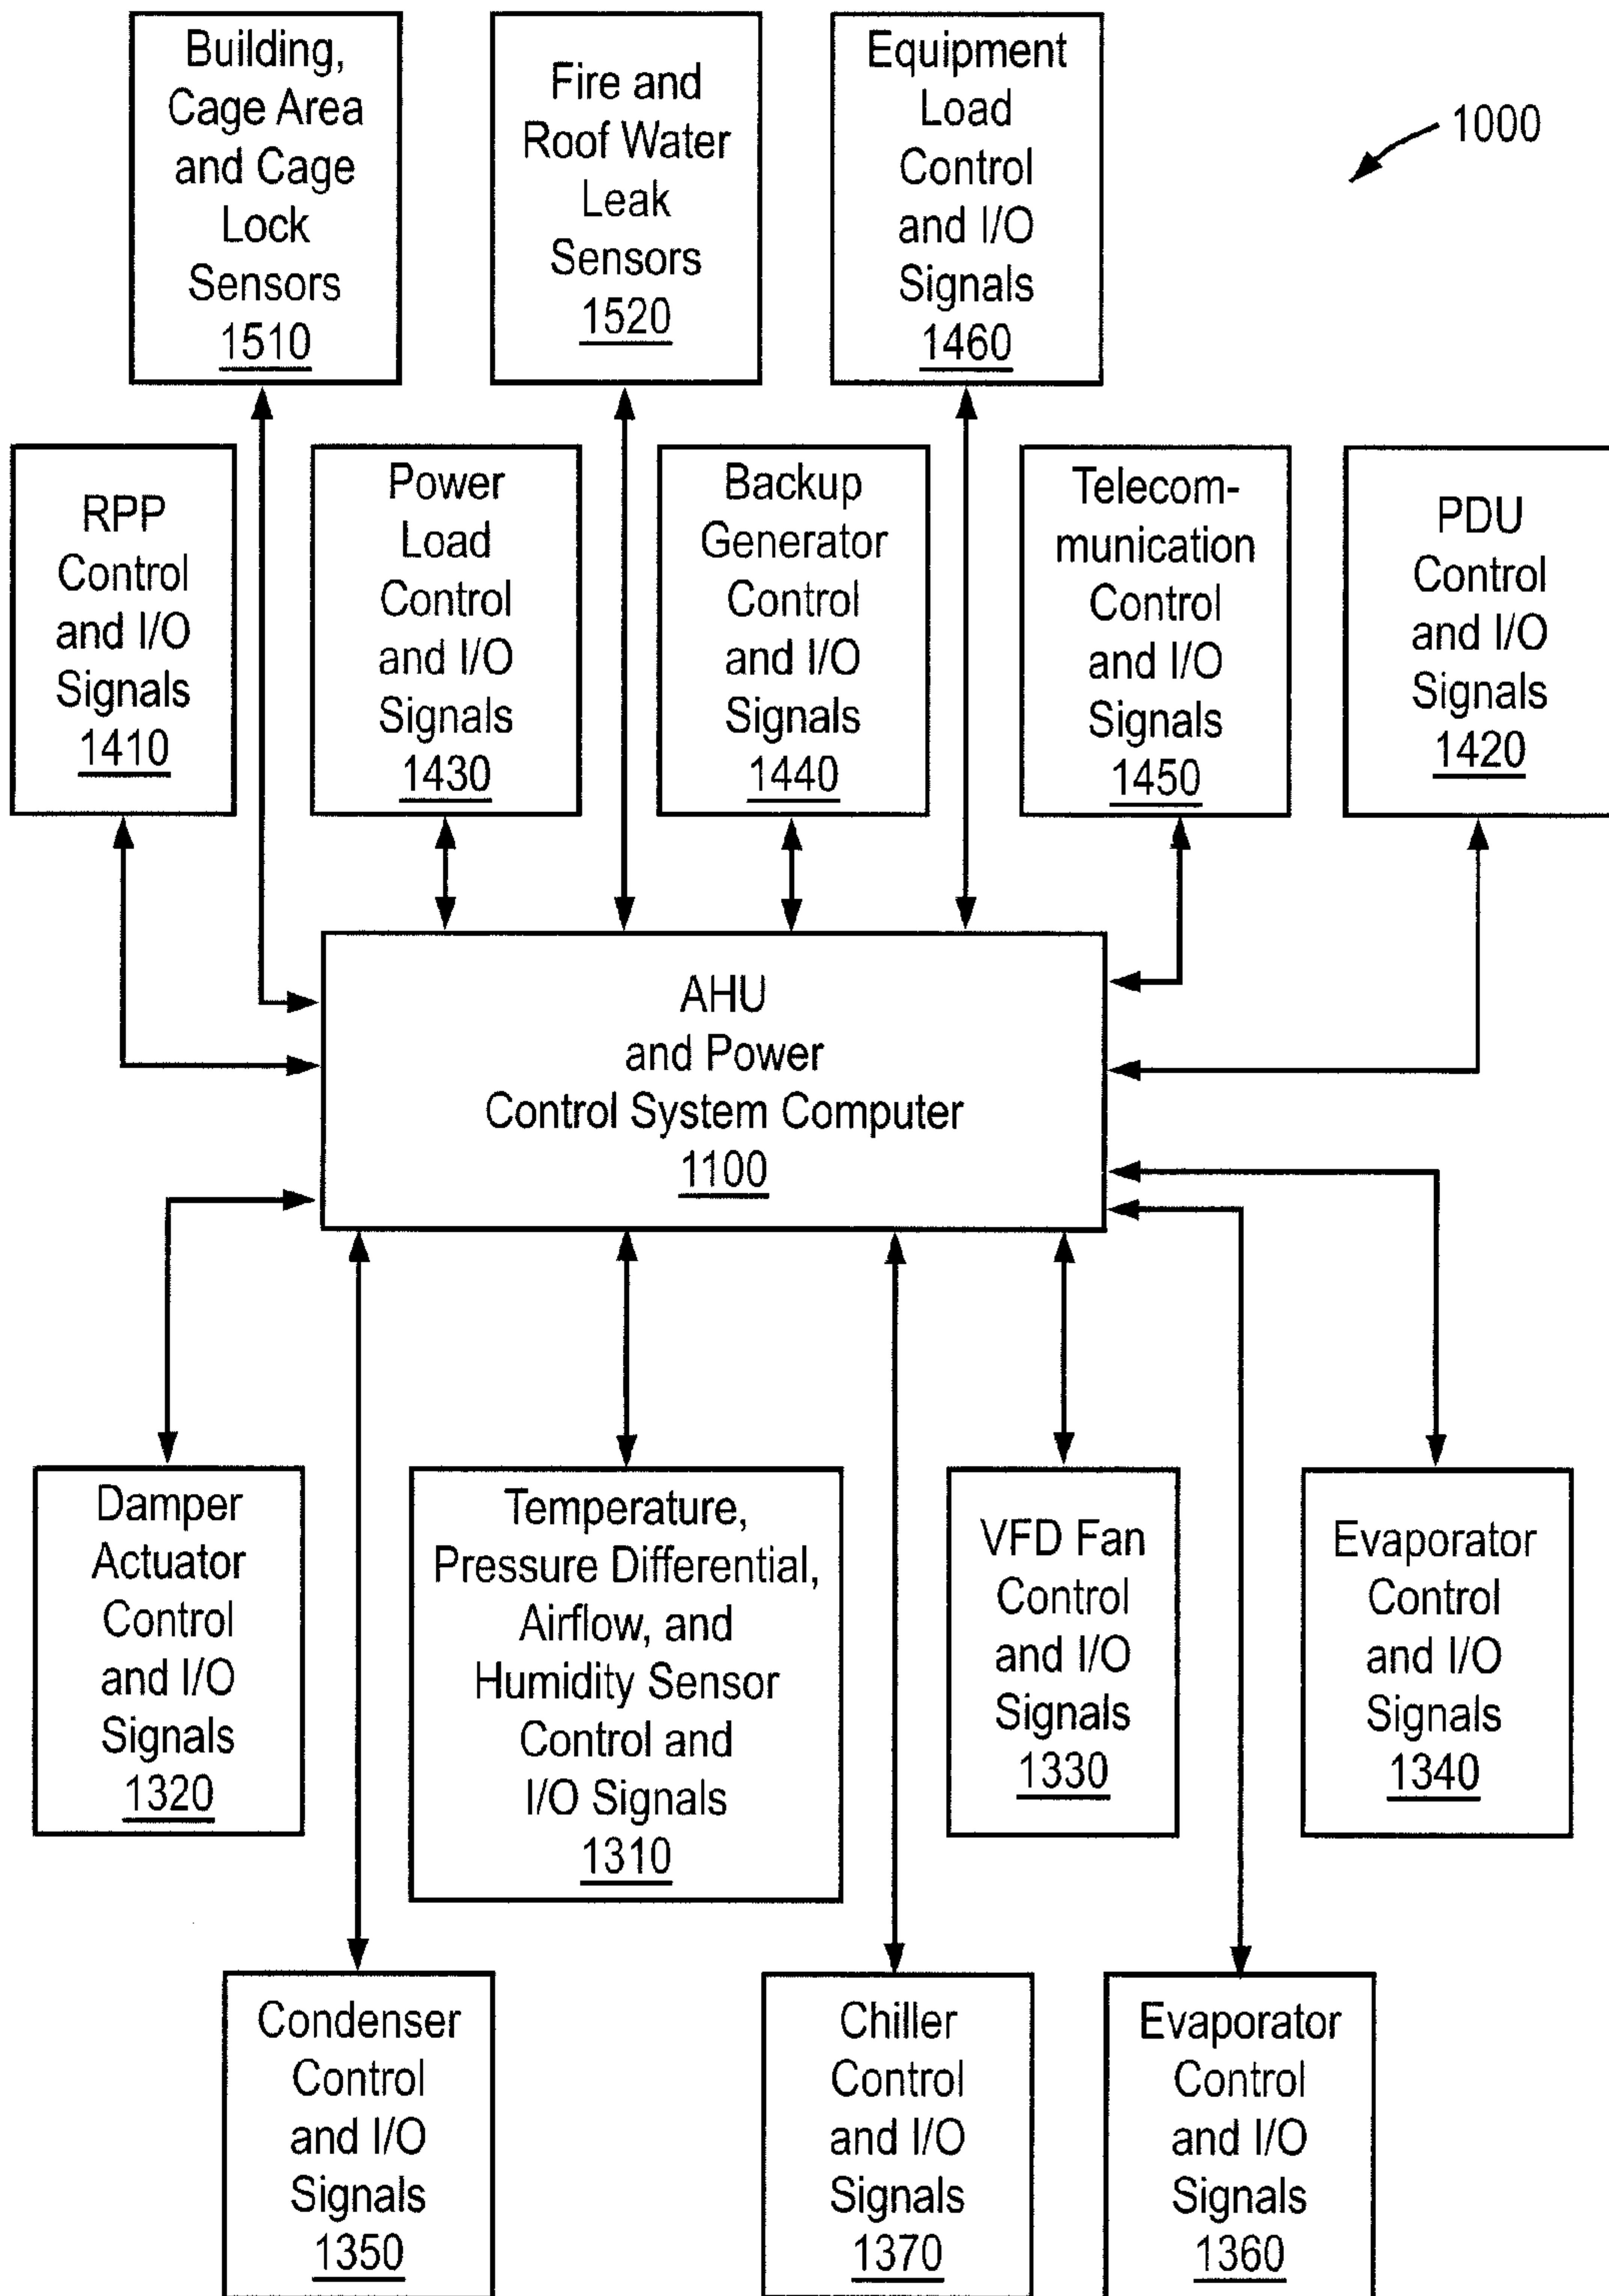 Building,
Cage Area
and Cage
Lock
Sensors
1510
Fire and
Roof Water
Leak
Sensors
1520
Equipment
Load
Control
and I/O
Signals
1460
1000
RPP
Control
and I/O
Signals
1410
Power
Load
Control
and I/O
Signals
1430
Backup
Generator
Control
and I/O
Signals
1440
Telecom-
munication
Control
and I/O
Signals
1450
PDU
Control
and I/O
Signals
1420
AHU
and Power
Control System Computer
1100
Damper
Actuator
Control
and I/O
Signals
1320
Temperature,
Pressure Differential,
Airflow, and
Humidity Sensor
Control and
I/O Signals
1310
VFD Fan
Control
and I/O
Signals
1330
Evaporator
Control
and I/O
Signals
1340
Condenser
Control
and I/O
Signals
1350
Chiller
Control
and I/O
Signals
1370
Evaporator
Control
and I/O
Signals
1360